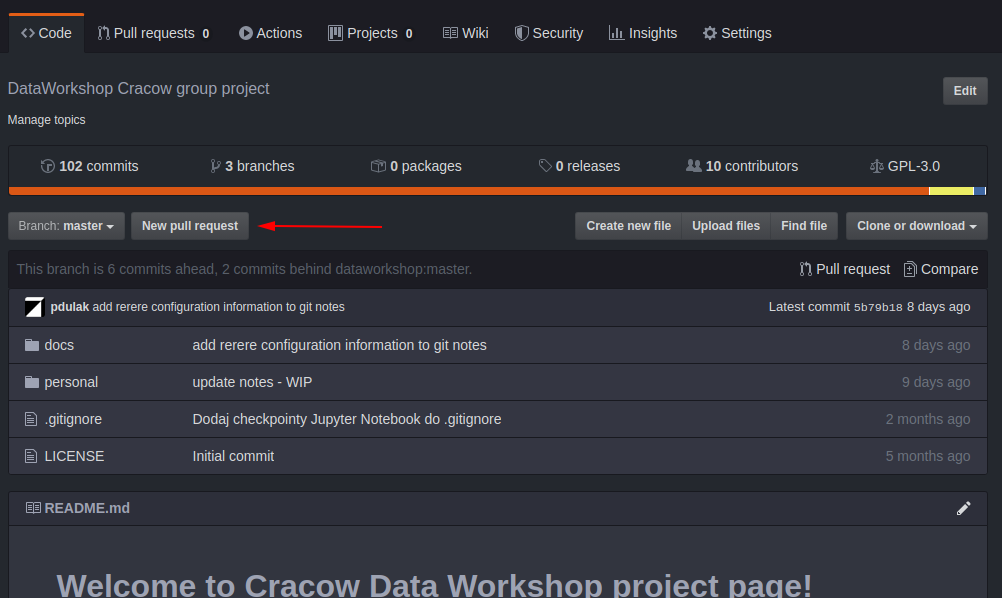 Code Pull requests 0 Actions Projects 0 Wiki Security Insights Settings
DataWorkshop Cracow group project Edit
Manage topics
102 commits 3 branches 0 packages 0 releases 10 contributors GPL-3.0
Branch: master New pull request Create new file Upload files Find file Clone or download
This branch is 6 commits ahead, 2 commits behind dataworkshop:master. Pull request Compare
pdulak add rerere configuration information to git notes Latest commit 5b79b18 8 days ago
docs add rerere configuration information to git notes 8 days ago
personal update notes - WIP 9 days ago
.gitignore Dodaj checkpointy Jupyter Notebook do .gitignore 2 months ago
LICENSE Initial commit 5 months ago
README.md
Welcome to Cracow Data Workshop project page!